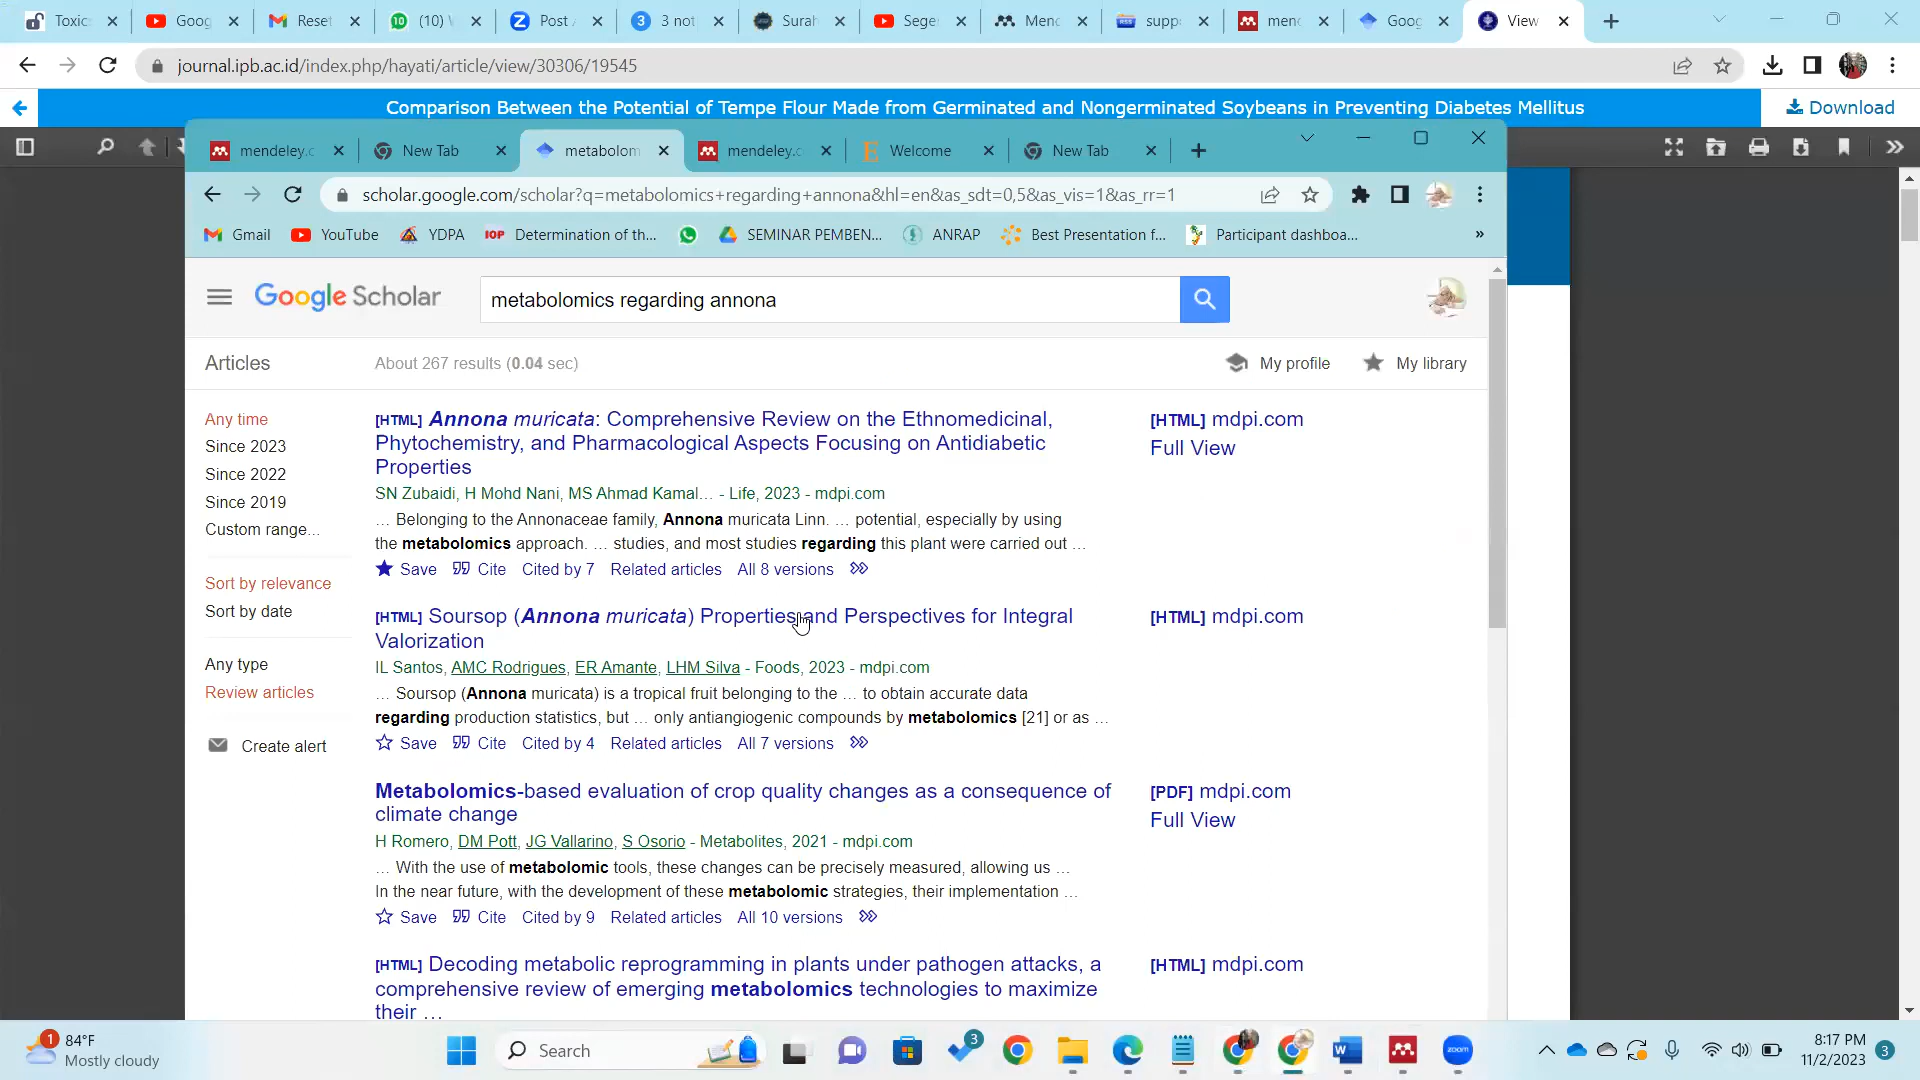 Toxics
Goog
Reset
(10)
Post
3 not
Surah
Seger
Mend
supp
mend
Goog
View
journal.ipb.ac.id/index.php/hayati/article/view/30306/19545
Comparison Between the Potential of Tempe Flour Made from Germinated and Nongerminated Soybeans in Preventing Diabetes Mellitus
Download
mendeley.c
New Tab
metabolom
mendeley.c
Welcome
New Tab
scholar.google.com/scholar?q=metabolomics+regarding+annona&hl=en&as_sdt=0,5&as_vis=1&as_rr=1
Gmail
YouTube
YDPA
IOP Determination of th...
SEMINAR PEMBEN...
ANRAP
Best Presentation f...
Participant dashboa...
»
Google Scholar
metabolomics regarding annona
Articles
About 267 results (0.04 sec)
My profile
My library
Any time
Since 2023
Since 2022
Since 2019
Custom range...
Sort by relevance
Sort by date
Any type
Review articles
Create alert
[HTML] Annona muricata: Comprehensive Review on the Ethnomedicinal,
Phytochemistry, and Pharmacological Aspects Focusing on Antidiabetic
Properties
SN Zubaidi, H Mohd Nani, MS Ahmad Kamal... - Life, 2023 - mdpi.com
... Belonging to the Annonaceae family, Annona muricata Linn. ... potential, especially by using
the metabolomics approach. ... studies, and most studies regarding this plant were carried out ...
Save Cite Cited by 7 Related articles All 8 versions
[HTML] mdpi.com
Full View
[HTML] Soursop (Annona muricata) Properties and Perspectives for Integral
Valorization
IL Santos, AMC Rodrigues, ER Amante, LHM Silva - Foods, 2023 - mdpi.com
... Soursop (Annona muricata) is a tropical fruit belonging to the ... to obtain accurate data
regarding production statistics, but ... only antiangiogenic compounds by metabolomics [21] or as ...
Save Cite Cited by 4 Related articles All 7 versions
[HTML] mdpi.com
Metabolomics-based evaluation of crop quality changes as a consequence of
climate change
H Romero, DM Pott, JG Vallarino, S Osorio - Metabolites, 2021 - mdpi.com
... With the use of metabolomic tools, these changes can be precisely measured, allowing us ...
In the near future, with the development of these metabolomic strategies, their implementation ...
Save Cite Cited by 9 Related articles All 10 versions
[PDF] mdpi.com
Full View
[HTML] Decoding metabolic reprogramming in plants under pathogen attacks, a
comprehensive review of emerging metabolomics technologies to maximize
their ...
[HTML] mdpi.com
1
84°F
Mostly cloudy
Search
3
zoom
8:17 PM
11/2/2023
3